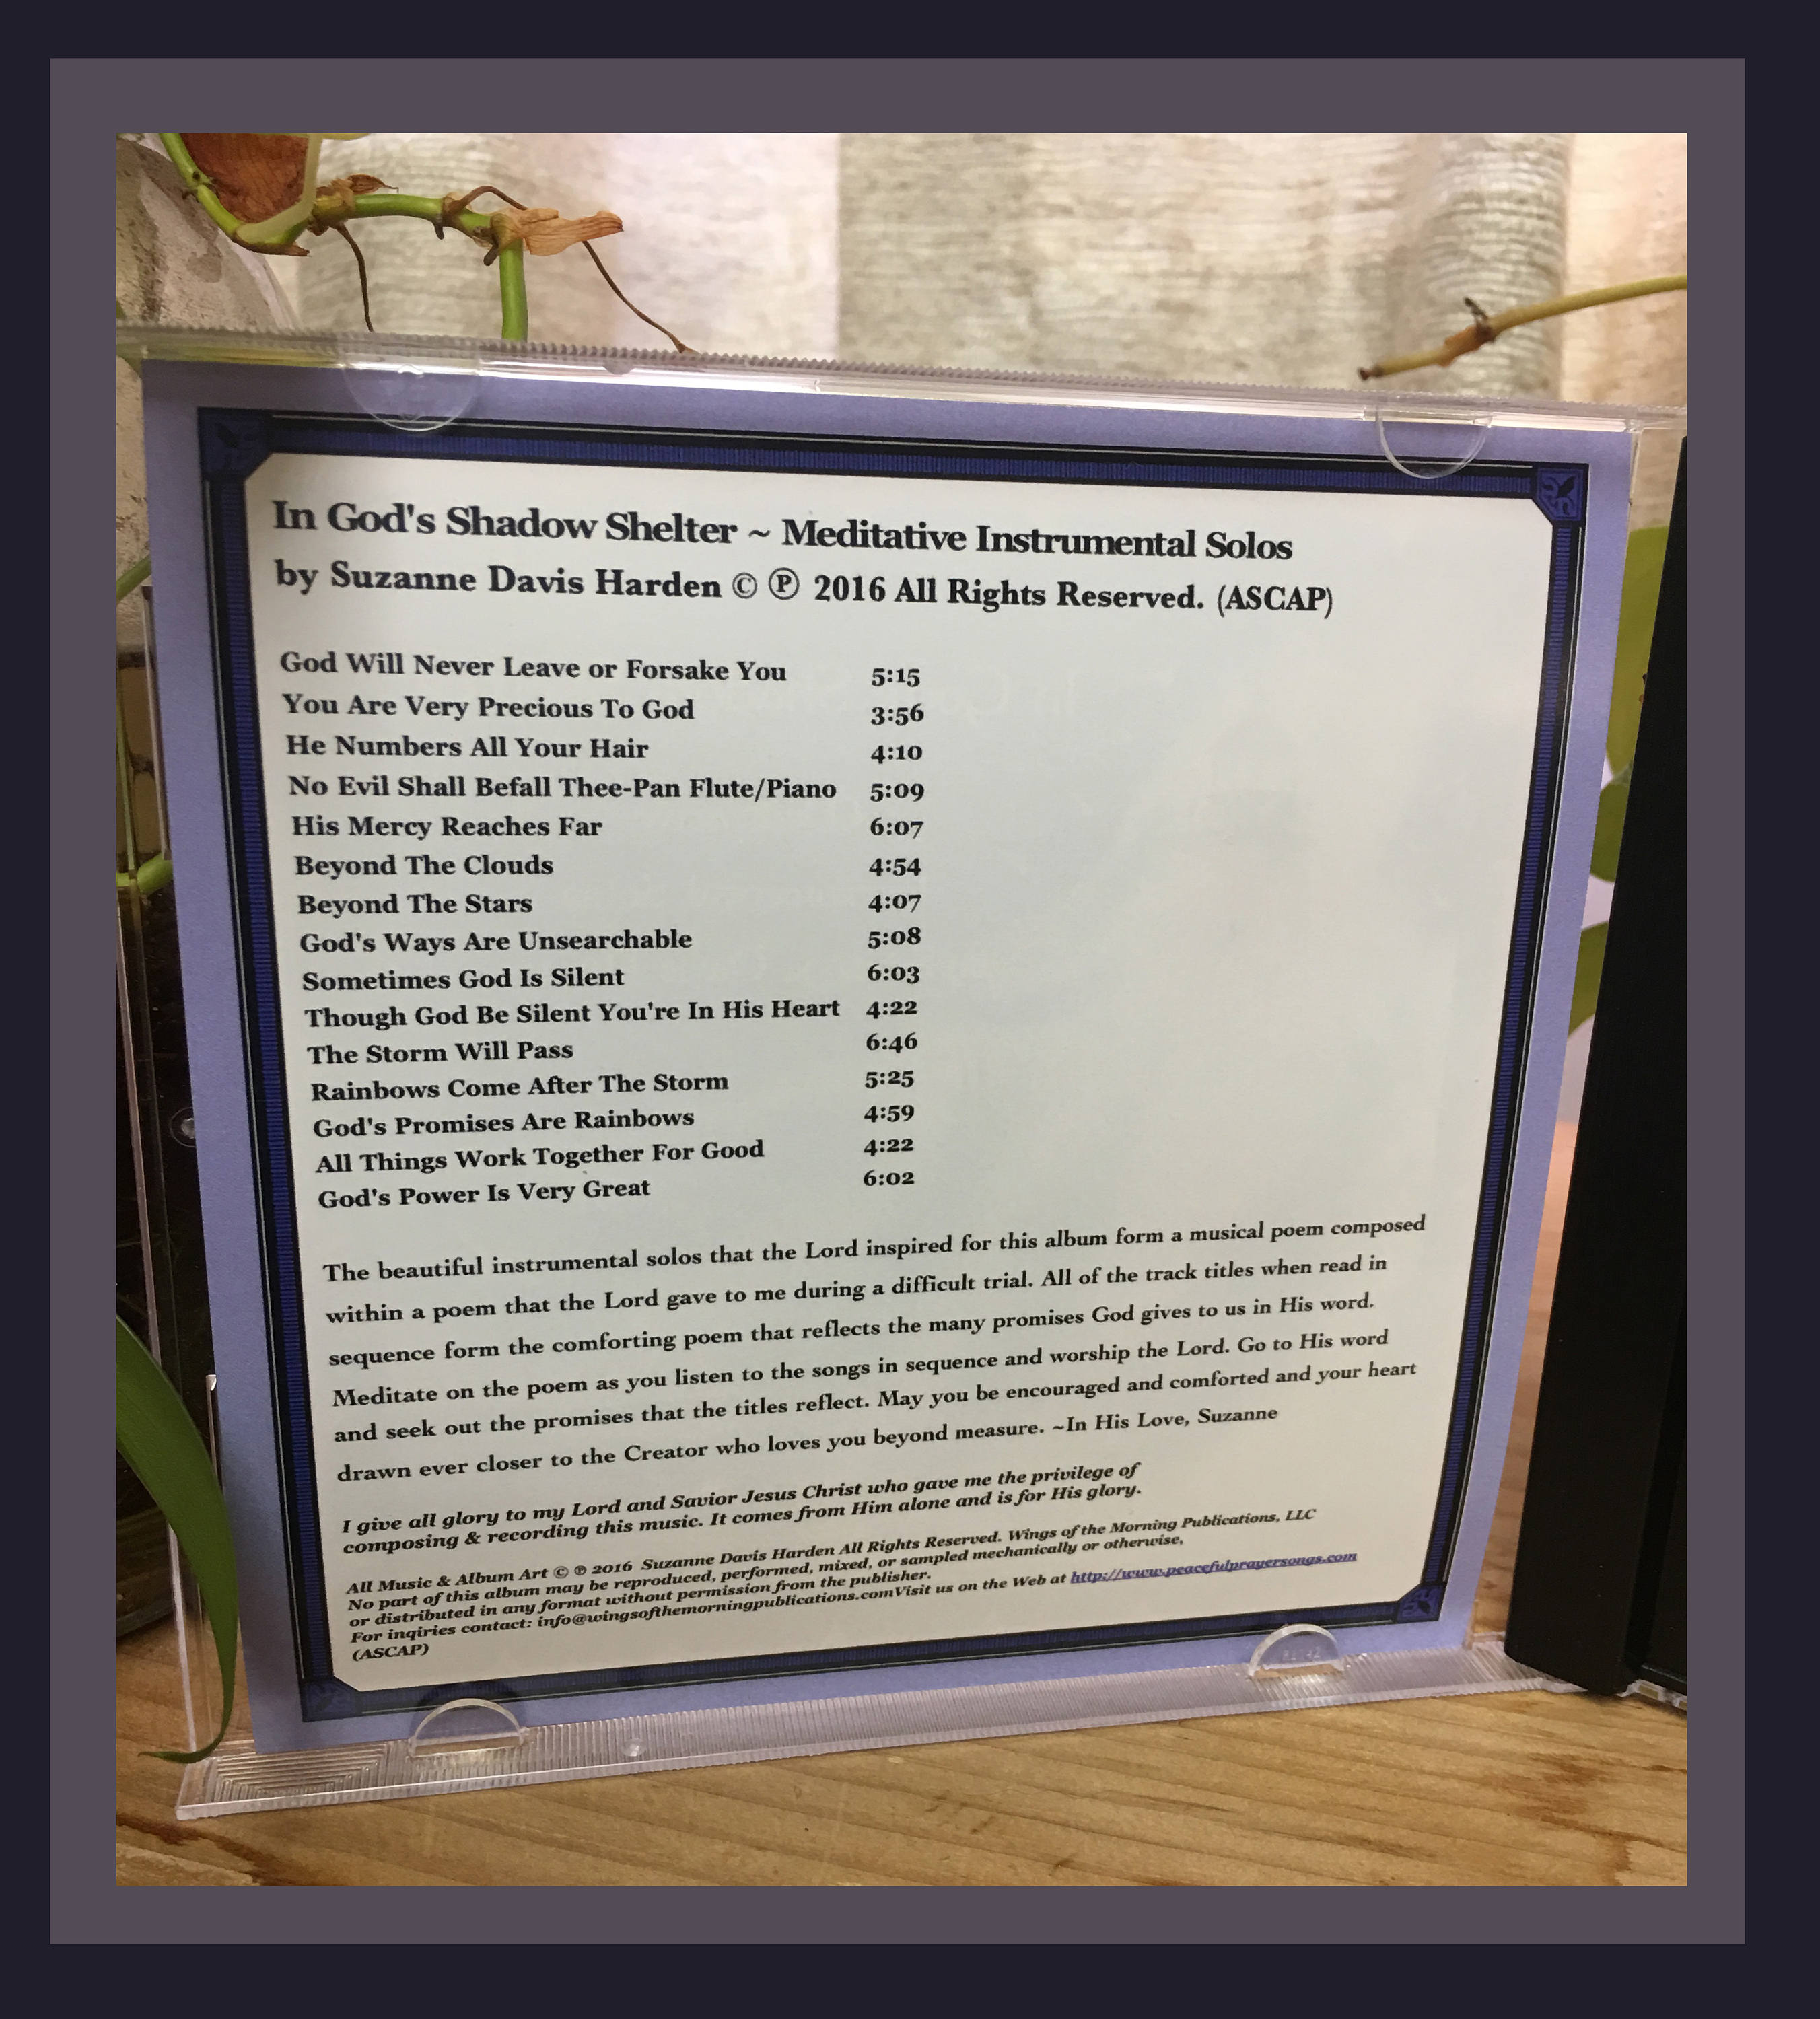 In God's Shadow Shelter ~ Meditative Instrumental Solos
by Suzanne Davis Harden © ℗ 2016 All Rights Reserved. (ASCAP)
God Will Never Leave or Forsake You 5:15
You Are Very Precious To God 3:56
He Numbers All Your Hair 4:10
No Evil Shall Befall Thee-Pan Flute/Piano 5:09
His Mercy Reaches Far 6:07
Beyond The Clouds 4:54
Beyond The Stars 4:07
God's Ways Are Unsearchable 5:08
Sometimes God Is Silent 6:03
Though God Be Silent You're In His Heart 4:22
The Storm Will Pass 6:46
Rainbows Come After The Storm 5:25
God's Promises Are Rainbows 4:59
All Things Work Together For Good 4:22
God's Power Is Very Great 6:02
The beautiful instrumental solos that the Lord inspired for this album form a musical poem composed
within a poem that the Lord gave to me during a difficult trial. All of the track titles when read in
sequence form the comforting poem that reflects the many promises God gives to us in His word.
Meditate on the poem as you listen to the songs in sequence and worship the Lord. Go to His word
and seek out the promises that the titles reflect. May you be encouraged and comforted and your heart
drawn ever closer to the Creator who loves you beyond measure. ~In His Love, Suzanne
I give all glory to my Lord and Savior Jesus Christ who gave me the privilege of
composing & recording this music. It comes from Him alone and is for His glory.
All Music & Album Art © ℗ 2016 Suzanne Davis Harden All Rights Reserved. Wings of the Morning Publications, LLC
No part of this album may be reproduced, performed, mixed, or sampled mechanically or otherwise,
or distributed in any format without permission from the publisher.
For inqiries contact: info@wingsofthemorningpublications.comVisit us on the Web at http://www.peacefulprayersongs.com
(ASCAP)